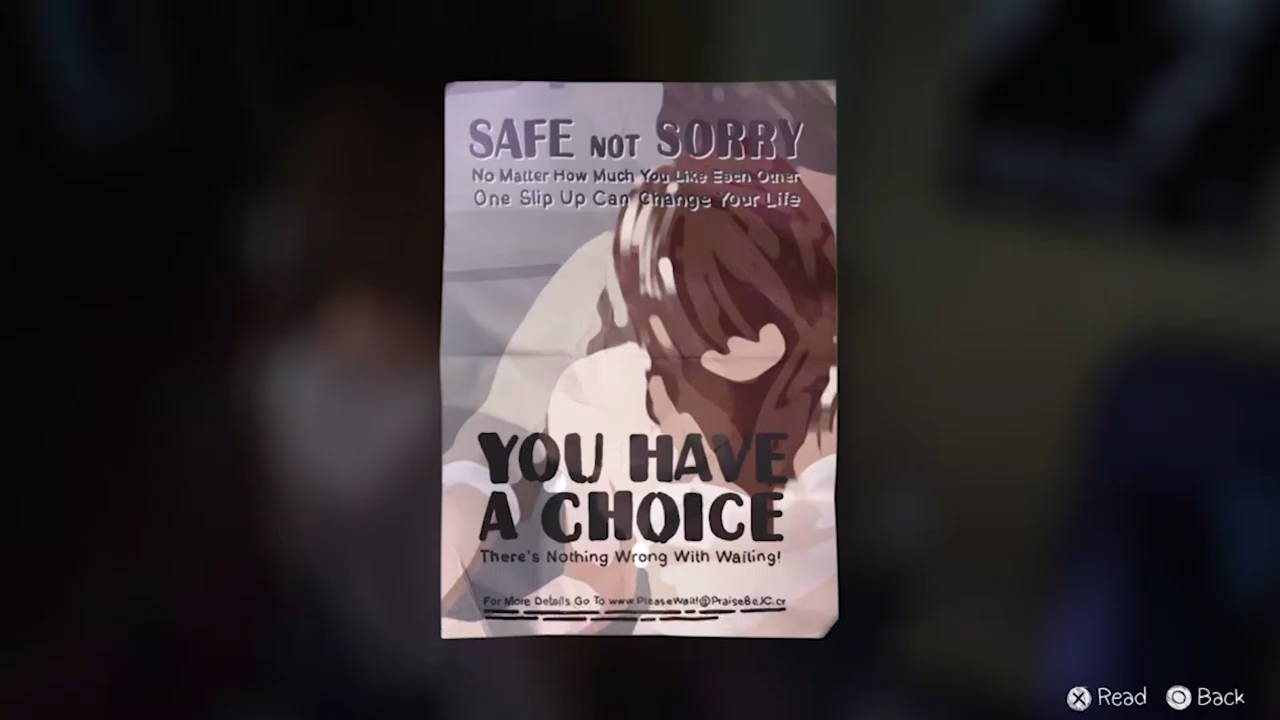 SAFE NOT SORRY
No Matter How Much You Like Each Other
One Slip Up Can Change Your Life
YOU HAVE
A CHOICE
There's Nothing Wrong With Waiting!
For More Details Go To www.PleaseWait!@PraiseBeJC.cr
Read
Back